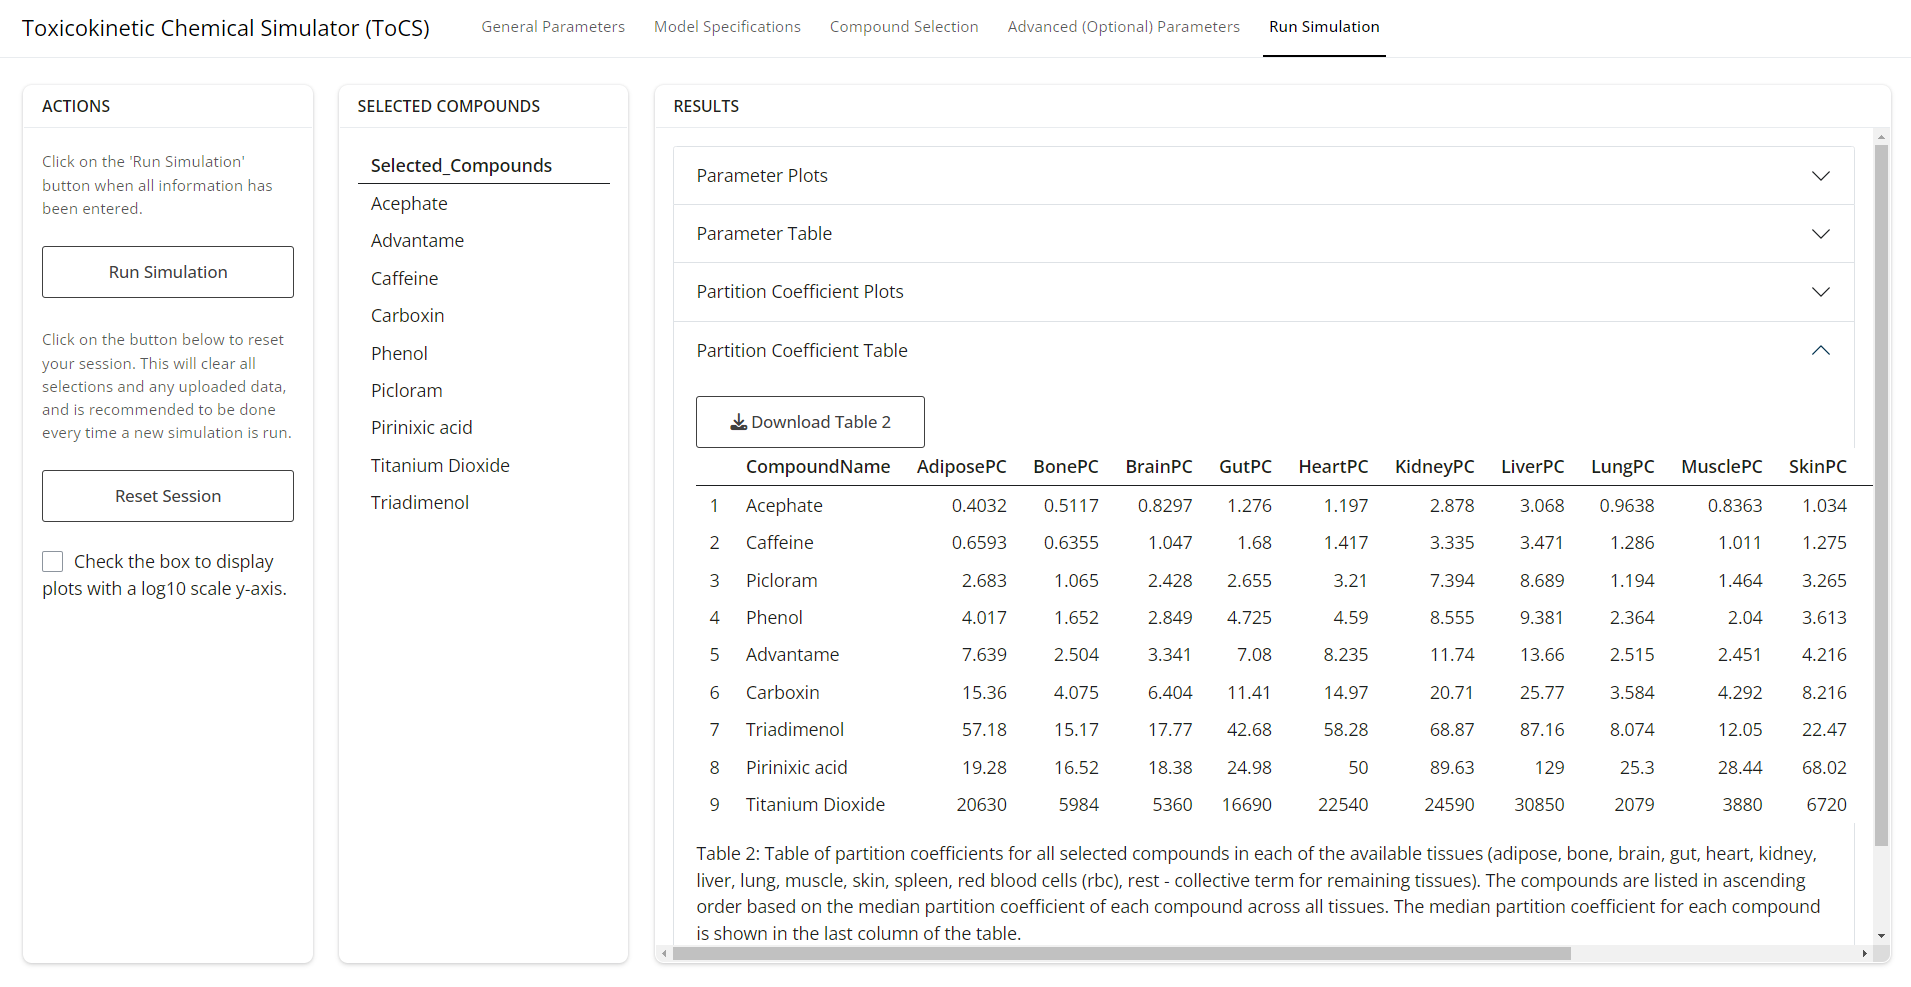 Toxicokinetic Chemical Simulator (ToCS)
General Parameters
Model Specifications
Compound Selection
Advanced (Optional) Parameters
Run Simulation
ACTIONS
Click on the 'Run Simulation'
button when all information has
been entered.
Run Simulation
Click on the button below to reset
your session. This will clear all
selections and any uploaded data,
and is recommended to be done
every time a new simulation is run.
Reset Session
Check the box to display
plots with a log10 scale y-axis.
SELECTED COMPOUNDS
Selected_Compounds
Acephate
Advantame
Caffeine
Carboxin
Phenol
Picloram
Pirinixic acid
Titanium Dioxide
Triadimenol
RESULTS
Parameter Plots
Parameter Table
Partition Coefficient Plots
Partition Coefficient Table
Download Table 2
CompoundName AdiposePC BonePC BrainPC GutPC HeartPC KidneyPC LiverPC LungPC MusclePC SkinPC
1 Acephate 0.4032 0.5117 0.8297 1.276 1.197 2.878 3.068 0.9638 0.8363 1.034
2 Caffeine 0.6593 0.6355 1.047 1.68 1.417 3.335 3.471 1.286 1.011 1.275
3 Picloram 2.683 1.065 2.428 2.655 3.21 7.394 8.689 1.194 1.464 3.265
4 Phenol 4.017 1.652 2.849 4.725 4.59 8.555 9.381 2.364 2.04 3.613
5 Advantame 7.639 2.504 3.341 7.08 8.235 11.74 13.66 2.515 2.451 4.216
6 Carboxin 15.36 4.075 6.404 11.41 14.97 20.71 25.77 3.584 4.292 8.216
7 Triadimenol 57.18 15.17 17.77 42.68 58.28 68.87 87.16 8.074 12.05 22.47
8 Pirinixic acid 19.28 16.52 18.38 24.98 50 89.63 129 25.3 28.44 68.02
9 Titanium Dioxide 20630 5984 5360 16690 22540 24590 30850 2079 3880 6720
Table 2: Table of partition coefficients for all selected compounds in each of the available tissues (adipose, bone, brain, gut, heart, kidney,
liver, lung, muscle, skin, spleen, red blood cells (rbc), rest - collective term for remaining tissues). The compounds are listed in ascending
order based on the median partition coefficient of each compound across all tissues. The median partition coefficient for each compound
is shown in the last column of the table.